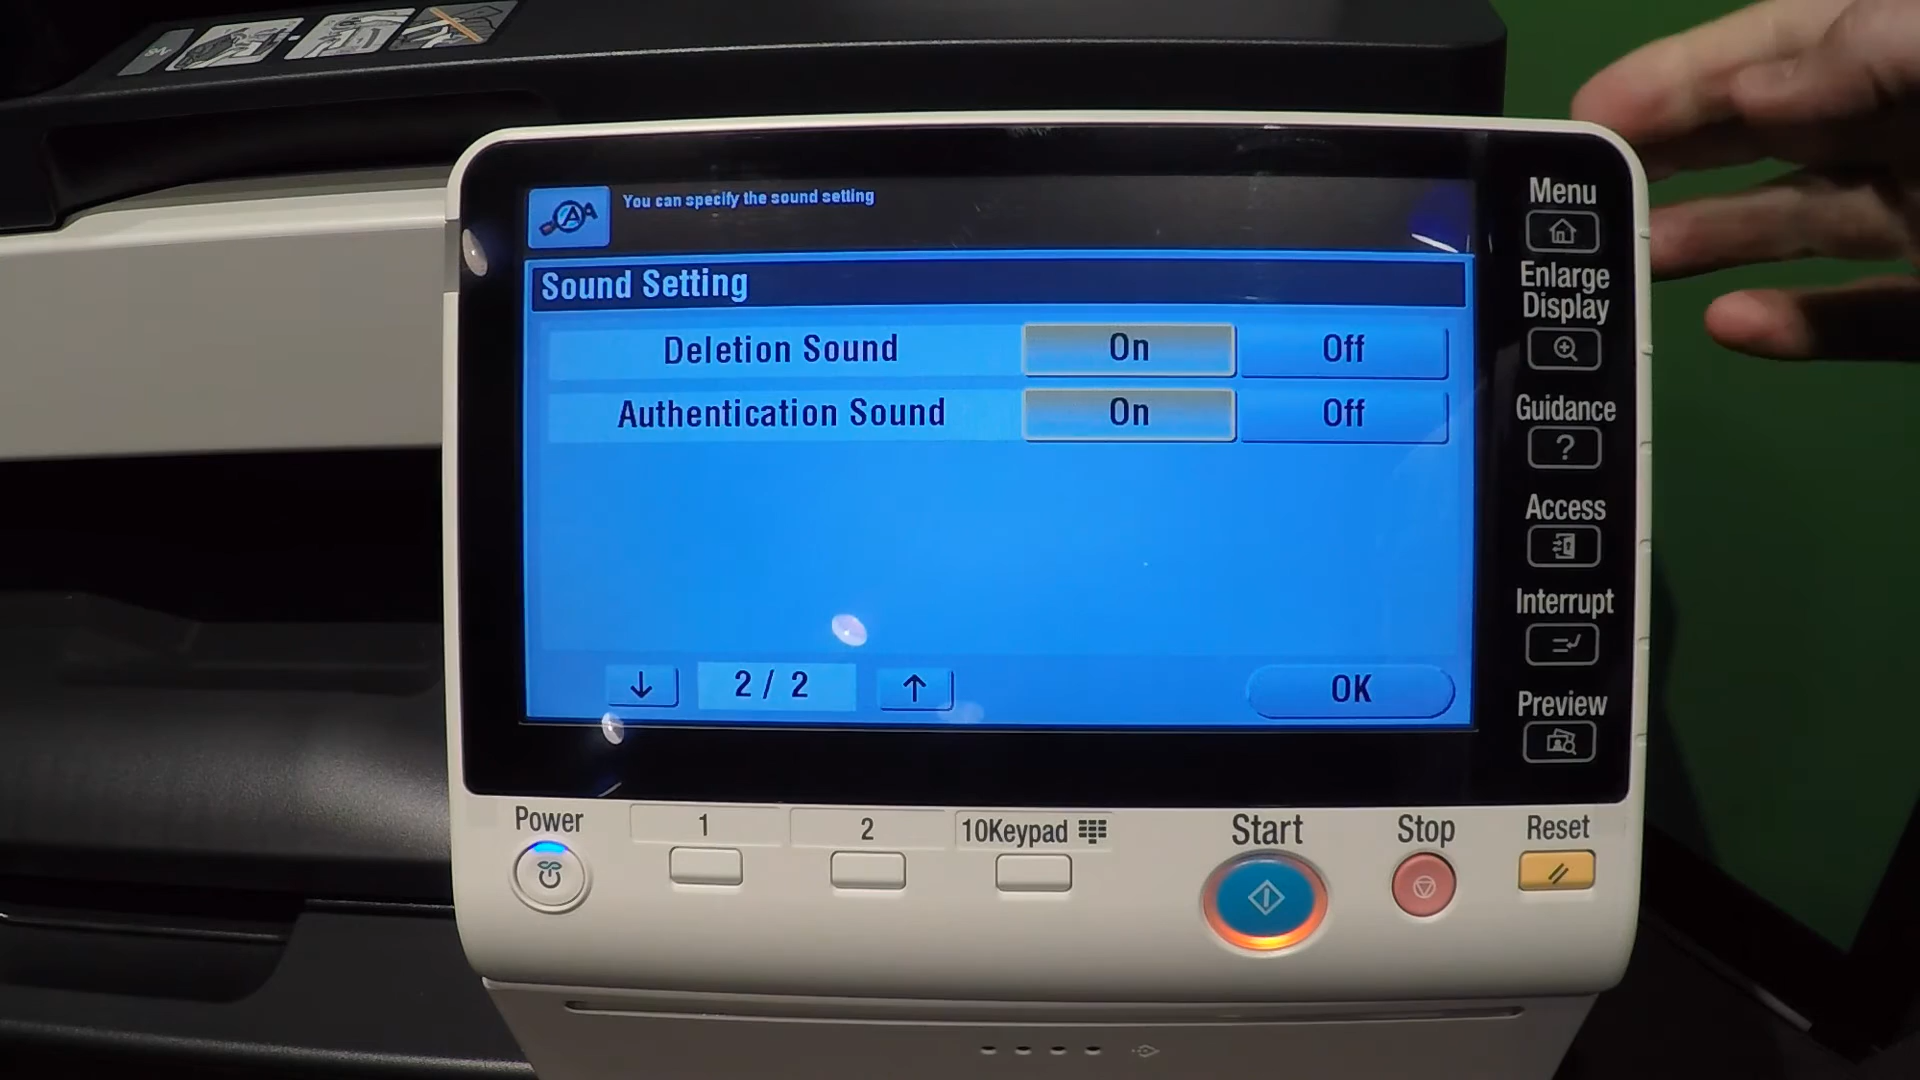 You can specify the sound setting
Sound Setting
Deletion Sound On Off
Authentication Sound On Off
2 / 2
OK
Menu
Enlarge
Display
Guidance
Access
Interrupt
Preview
Power
1
2
10Keypad
Start
Stop
Reset